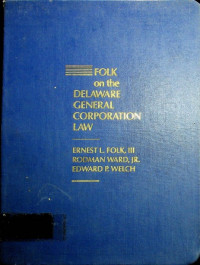 FOLK
on the
DELAWARE
GENERAL
CORPORATION
LAW
ERNEST L. FOLK, III
RODMAN WARD, JR.
EDWARD P. WELCH